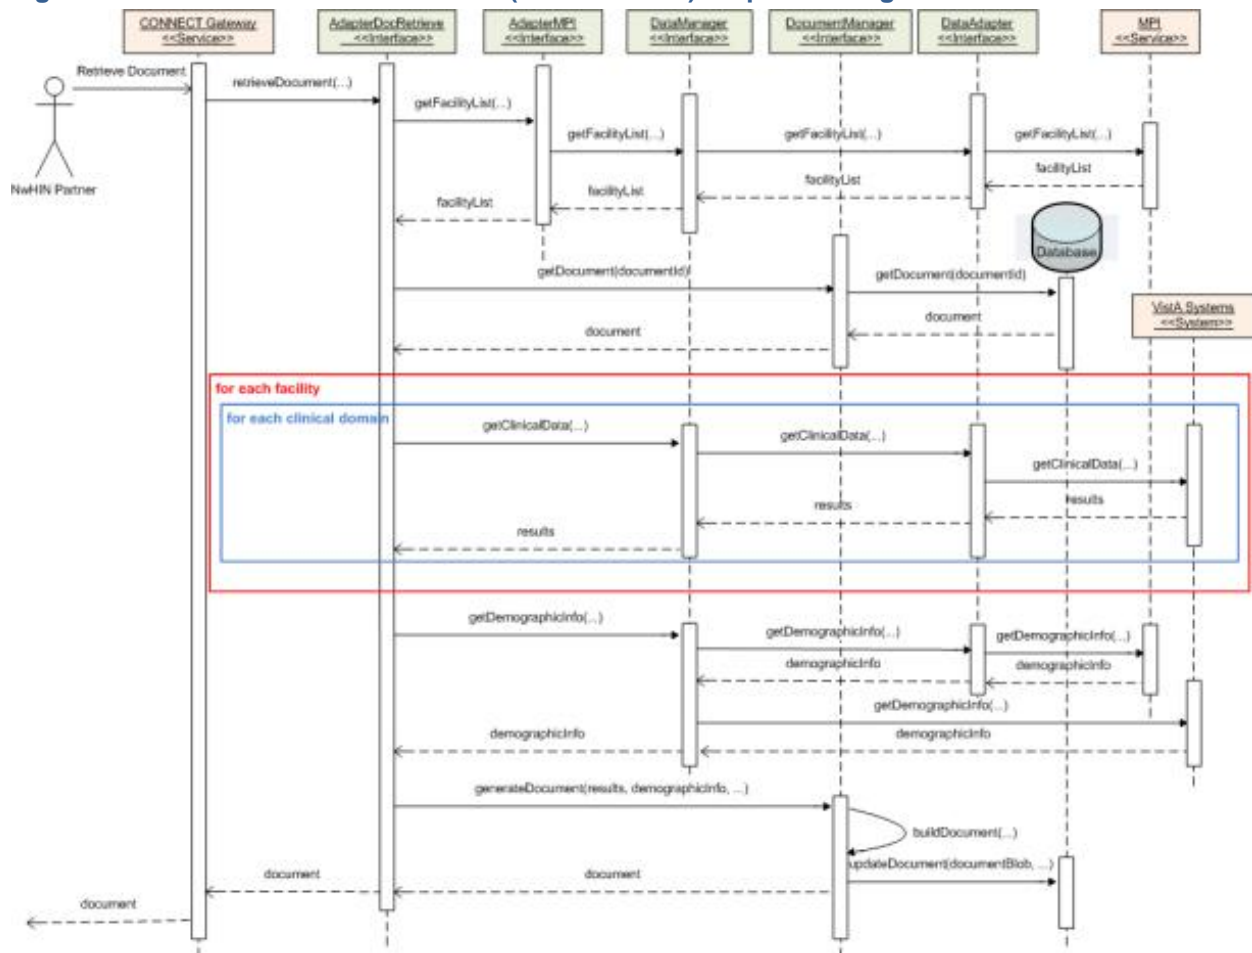 CONNECT Gateway
<<Service>>
AdapterDocRetrieve
<<Interface>>
AdapterMPI
<<Interface>>
DataManager
<<Interface>>
DocumentManager
<<Interface>>
DataAdapter
<<Interface>>
MPI
<<Service>>
Retrieve Document
NwHIN Partner
retrieveDocument(...)
getFacilityList(...)
getFacilityList(...)
getFacilityList(...)
getFacilityList(...)
facilityList
facilityList
facilityList
facilityList
Database
getDocument(documentId)
getDocument(documentId)
document
document
VistA Systems
<<System>>
for each facility
for each clinical domain
getClinicalData(...)
getClinicalData(...)
getClinicalData(...)
results
results
results
getDemographicInfo(...)
getDemographicInfo(...)
getDemographicInfo(...)
demographicInfo
demographicInfo
getDemographicInfo(...)
demographicInfo
demographicInfo
generateDocument(results, demographicInfo, ...)
buildDocument(...)
updateDocument(documentBlob, ...)
document
document
document